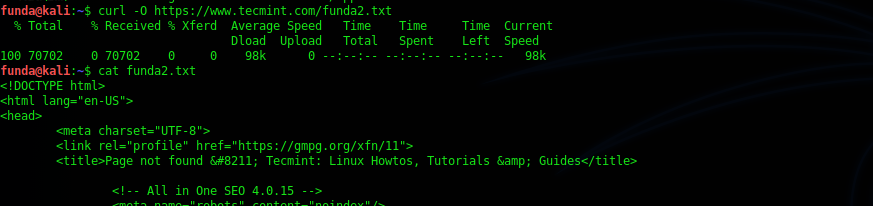 funda@kali:~$ curl -O https://www.tecmint.com/funda2.txt
% Total % Received % Xferd Average Speed Time Time Time Current
Dload Upload Total Spent Left Speed
100 70702 0 70702 0 0 98k 0 --:--:-- --:--:-- --:--:-- 98k
funda@kali:~$ cat funda2.txt
<!DOCTYPE html>
<html lang="en-US">
<head>
<meta charset="UTF-8">
<link rel="profile" href="https://gmpg.org/xfn/11">
<title>Page not found &#8211; Tecmint: Linux Howtos, Tutorials &amp; Guides</title>
<!-- All in One SEO 4.0.15 -->
<meta name="robots" content="noindex"/>